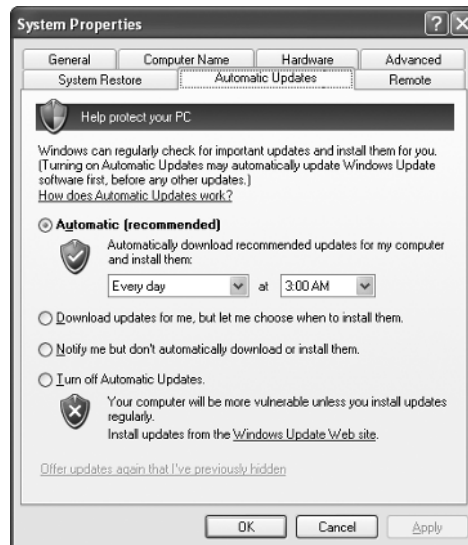 System Properties
General Computer Name Hardware Advanced
System Restore Automatic Updates Remote
Help protect your PC
Windows can regularly check for important updates and install them for you.
(Turning on Automatic Updates may automatically update Windows Update
software first, before any other updates.)
How does Automatic Updates work?
Automatic (recommended)
Automatically download recommended updates for my computer
and install them:
Every day at 3:00 AM
Download updates for me, but let me choose when to install them.
Notify me but don't automatically download or install them.
Turn off Automatic Updates.
Your computer will be more vulnerable unless you install updates
regularly.
Install updates from the Windows Update Web site.
Offer updates again that I've previously hidden
OK Cancel Apply